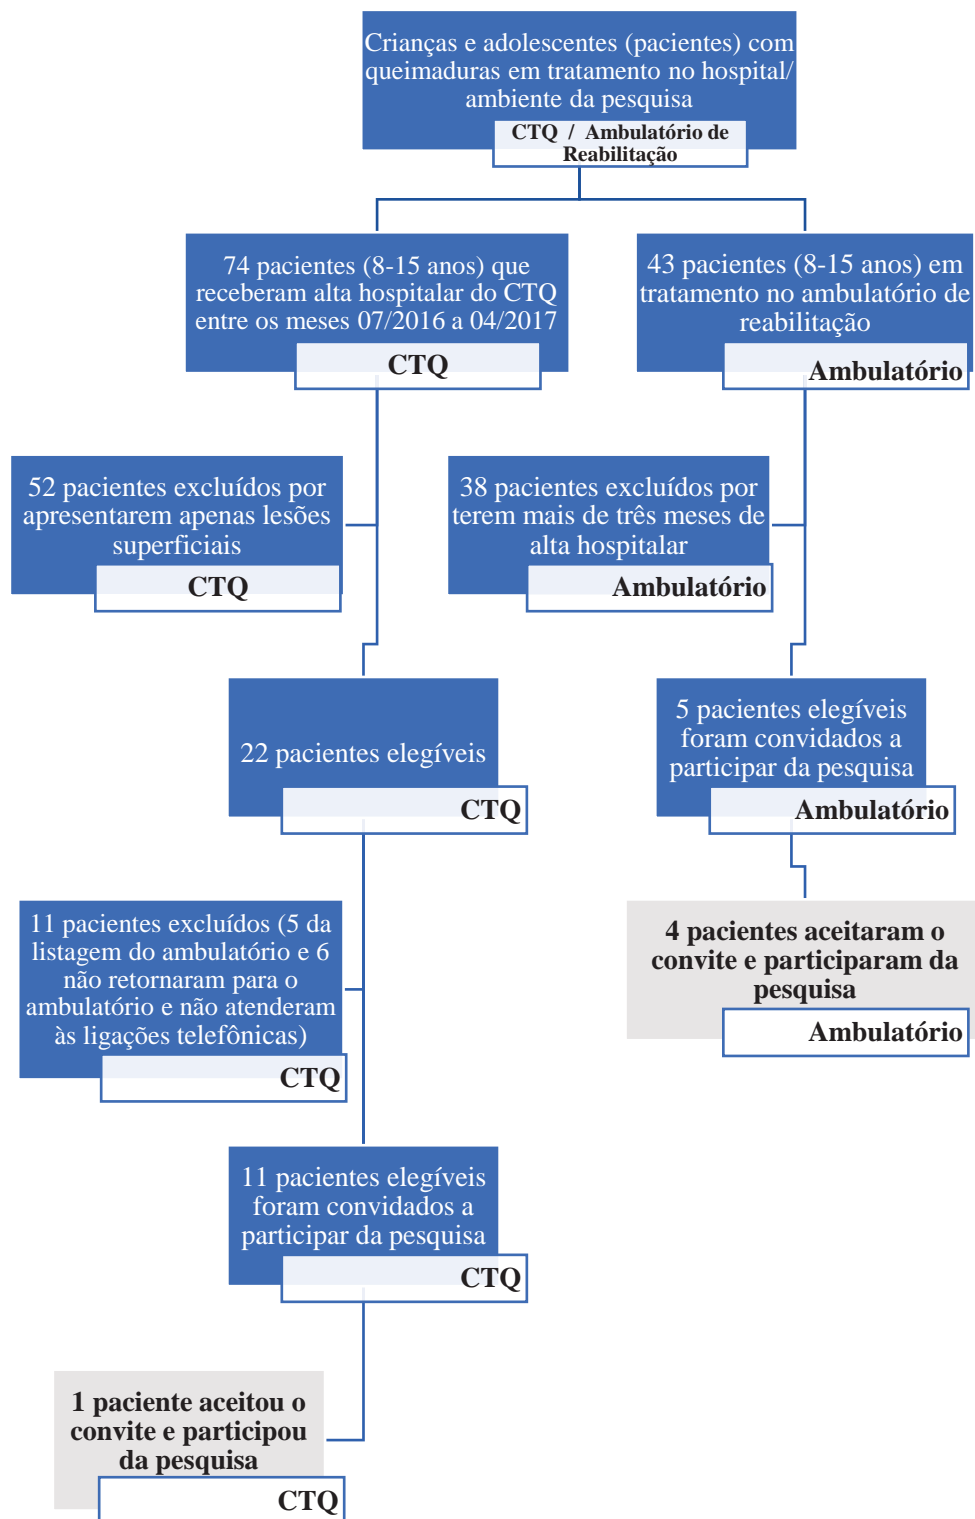 Crianças e adolescentes (pacientes) com
queimaduras em tratamento no hospital/
ambiente da pesquisa
CTQ / Ambulatório de
Reabilitação
74 pacientes (8-15 anos) que
receberam alta hospitalar do CTQ
entre os meses 07/2016 a 04/2017
CTQ
43 pacientes (8-15 anos) em
tratamento no ambulatório de
reabilitação
Ambulatório
52 pacientes excluídos por
apresentarem apenas lesões
superficiais
CTQ
38 pacientes excluídos por
terem mais de três meses de
alta hospitalar
Ambulatório
22 pacientes elegíveis
CTQ
5 pacientes elegíveis
foram convidados a
participar da pesquisa
Ambulatório
11 pacientes excluídos (5 da
listagem do ambulatório e 6
não retornaram para o
ambulatório e não atenderam
às ligações telefônicas)
CTQ
4 pacientes aceitaram o
convite e participaram da
pesquisa
Ambulatório
11 pacientes elegíveis
foram convidados a
participar da pesquisa
CTQ
1 paciente aceitou o
convite e participou
da pesquisa
CTQ